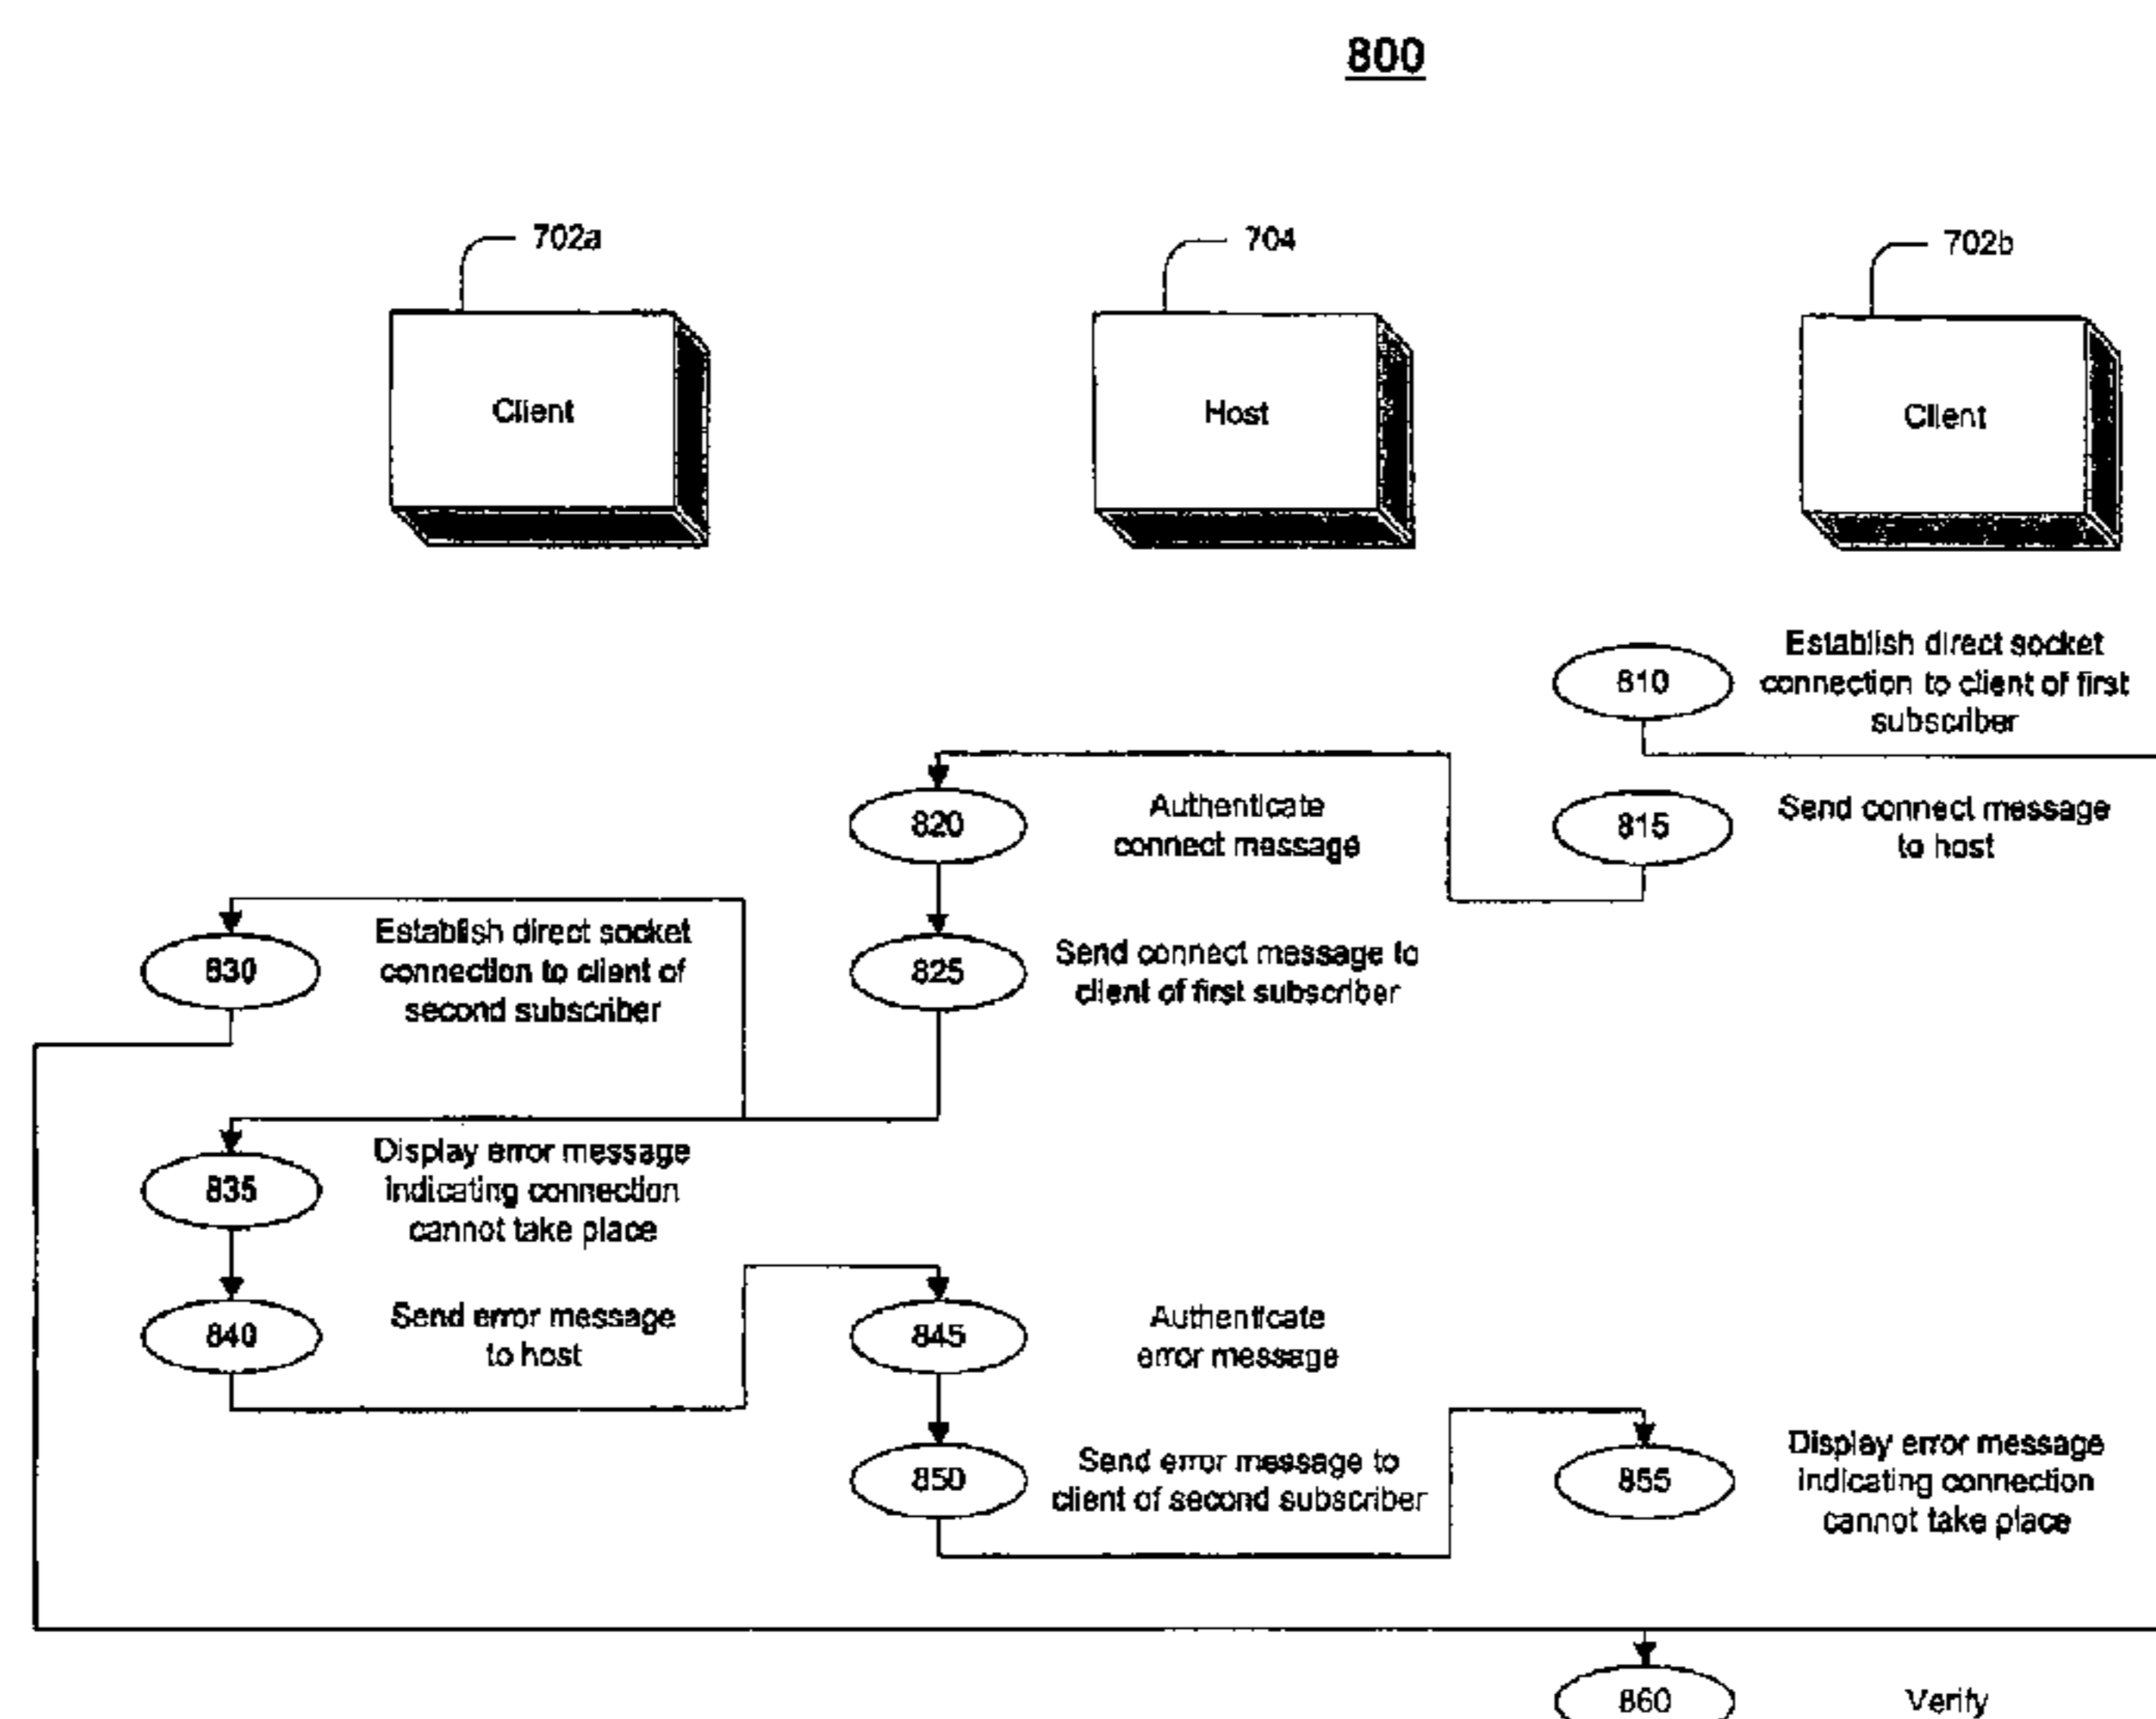 800
702a
704
702b
Client
Host
Client
810
Establish direct socket
connection to client of first
subscriber
820
Authenticate
connect message
815
Send connect message
to host
830
Establish direct socket
connection to client of
second subscriber
825
Send connect message to
client of first subscriber
835
Display error message
indicating connection
cannot take place
840
Send error message
to host
845
Authenticate
error message
850
Send error message to
client of second subscriber
855
Display error message
indicating connection
cannot take place
860
Verify